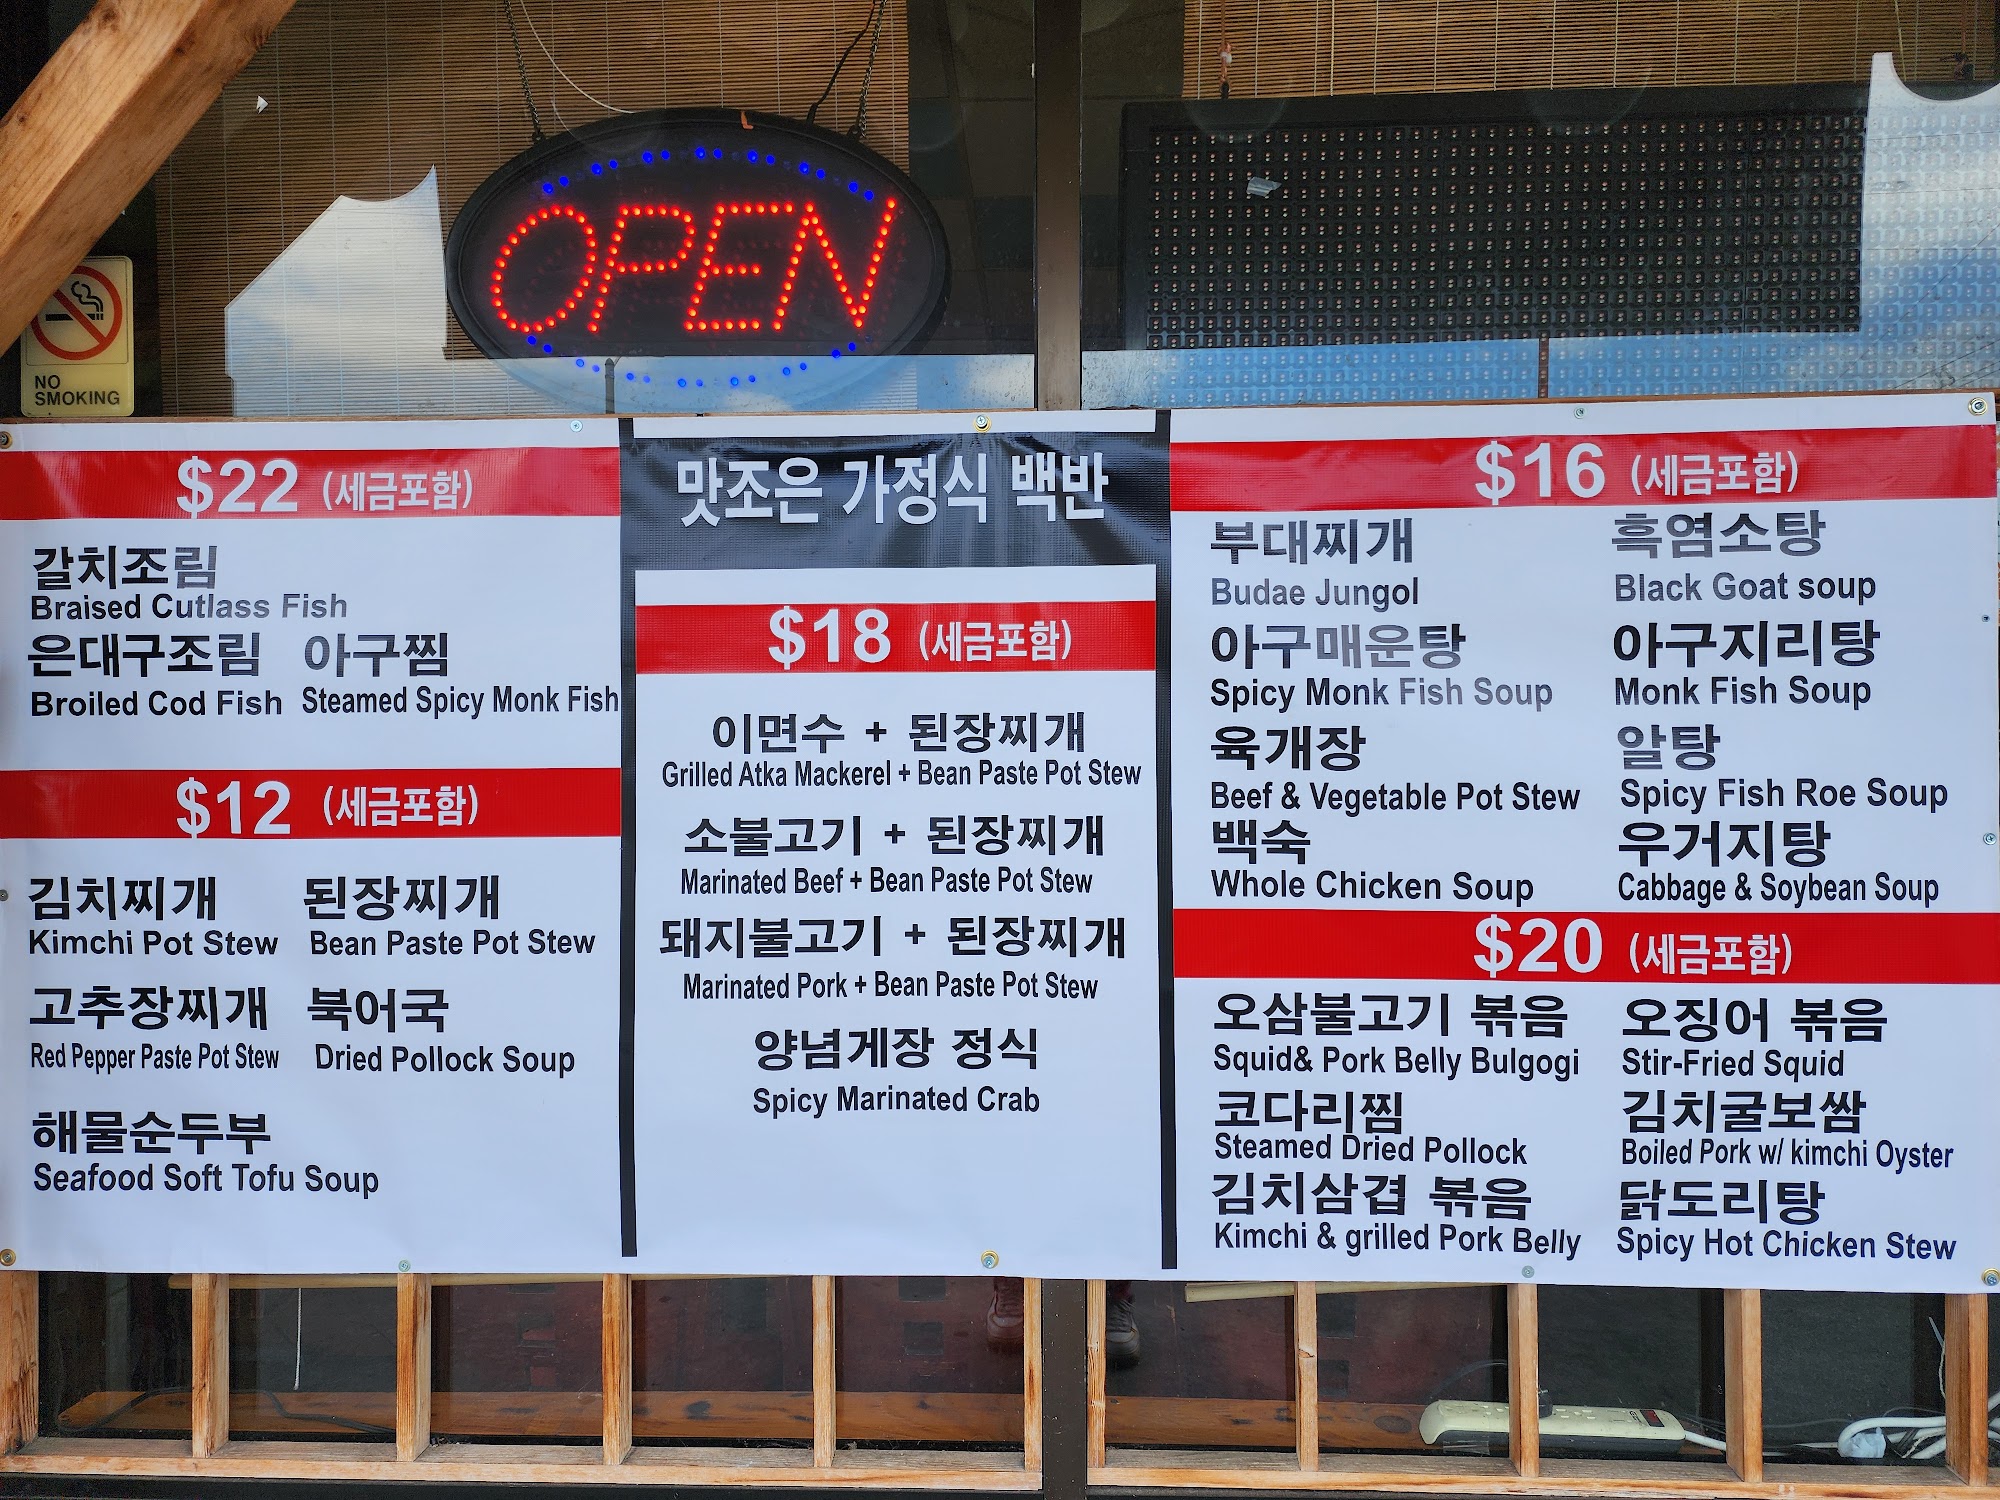 OPEN
NO
SMOKING
$22 (세금포함)
갈치조림
Braised Cutlass Fish
은대구조림 아구찜
Broiled Cod Fish Steamed Spicy Monk Fish
$12 (세금포함)
김치찌개 된장찌개
Kimchi Pot Stew Bean Paste Pot Stew
고추장찌개 북어국
Red Pepper Paste Pot Stew Dried Pollock Soup
해물순두부
Seafood Soft Tofu Soup
맛조은 가정식 백반
$18 (세금포함)
이면수 + 된장찌개
Grilled Atka Mackerel + Bean Paste Pot Stew
소불고기 + 된장찌개
Marinated Beef + Bean Paste Pot Stew
돼지불고기 + 된장찌개
Marinated Pork + Bean Paste Pot Stew
양념게장 정식
Spicy Marinated Crab
$16 (세금포함)
부대찌개 흑염소탕
Budae Jungol Black Goat soup
아구매운탕 아구지리탕
Spicy Monk Fish Soup Monk Fish Soup
육개장 알탕
Beef & Vegetable Pot Stew Spicy Fish Roe Soup
백숙 우거지탕
Whole Chicken Soup Cabbage & Soybean Soup
$20 (세금포함)
오삼불고기 볶음 오징어 볶음
Squid& Pork Belly Bulgogi Stir-Fried Squid
코다리찜 김치굴보쌈
Steamed Dried Pollock Boiled Pork w/ kimchi Oyster
김치삼겹 볶음 닭도리탕
Kimchi & grilled Pork Belly Spicy Hot Chicken Stew